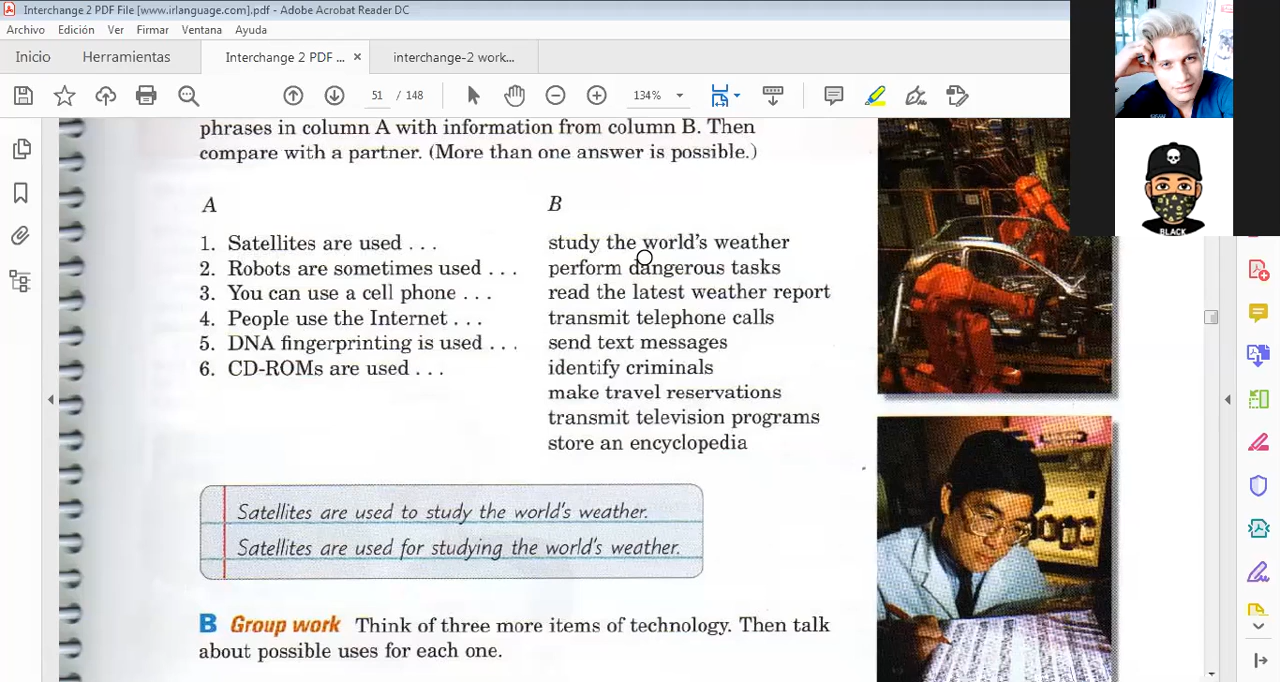 Interchange 2 PDF File [www.irlanguage.com].pdf - Adobe Acrobat Reader DC
Archivo Edición Ver Firmar Ventana Ayuda
Inicio Herramientas Interchange 2 PDF ... × interchange-2 work...
51 / 148 134%
phrases in column A with information from column B. Then
compare with a partner. (More than one answer is possible.)
A B
1. Satellites are used . . . study the world's weather
2. Robots are sometimes used . . . perform dangerous tasks
3. You can use a cell phone . . . read the latest weather report
4. People use the Internet . . . transmit telephone calls
5. DNA fingerprinting is used . . . send text messages
6. CD-ROMs are used . . . identify criminals
make travel reservations
transmit television programs
store an encyclopedia
Satellites are used to study the world's weather.
Satellites are used for studying the world's weather.
B Group work Think of three more items of technology. Then talk
about possible uses for each one.
BLACK